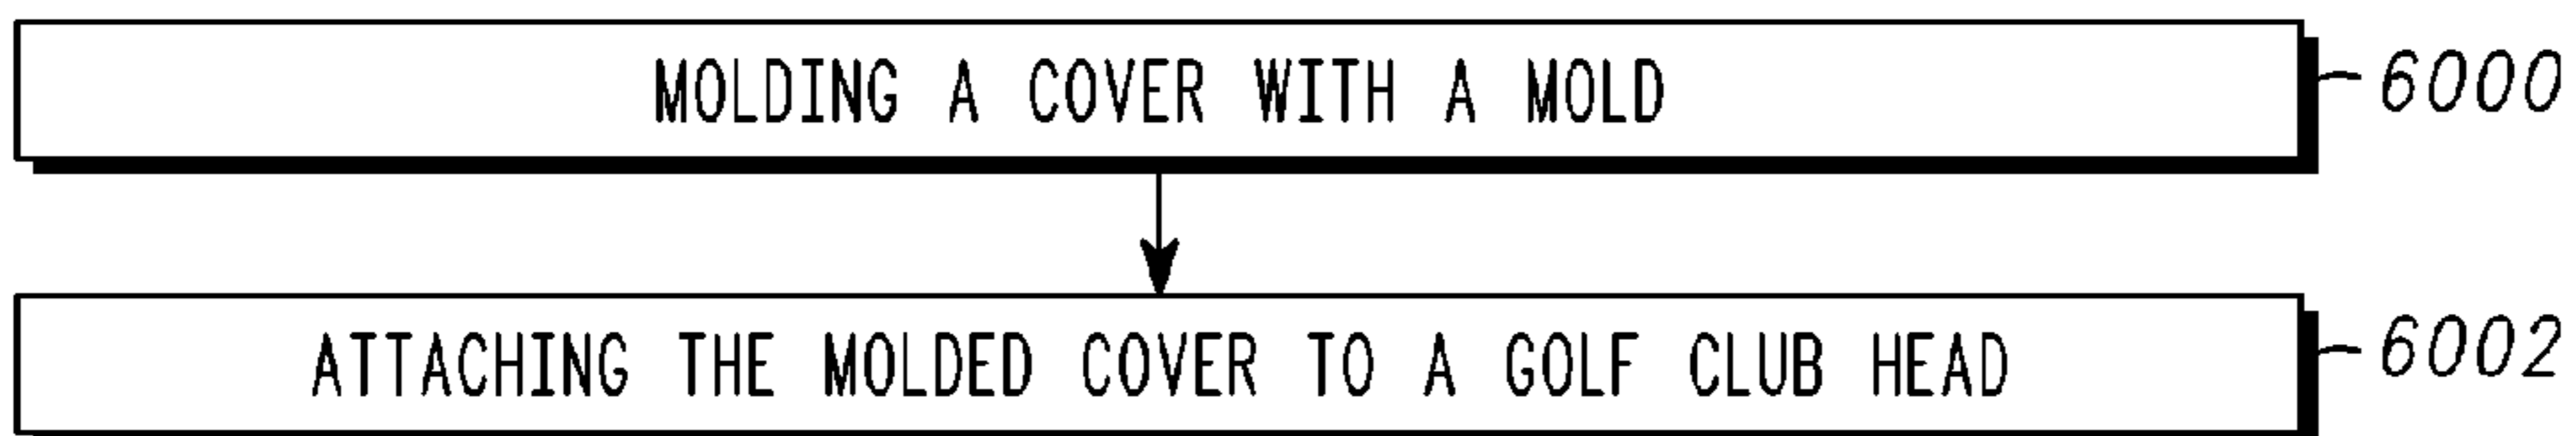 MOLDING A COVER WITH A MOLD 6000
ATTACHING THE MOLDED COVER TO A GOLF CLUB HEAD 6002